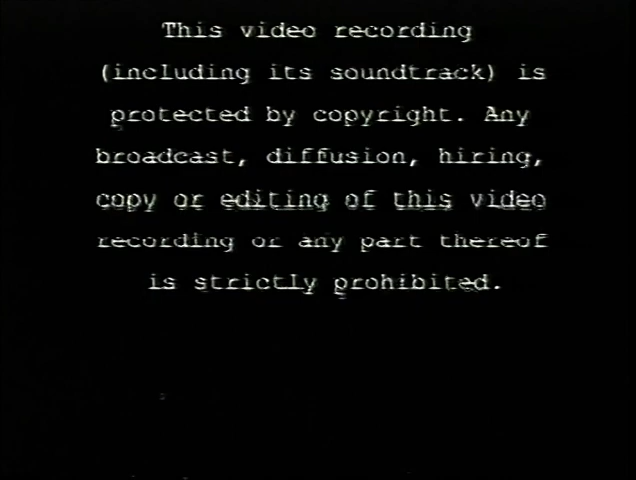 This video recording
(including its soundtrack) is
protected by copyright. Any
broadcast, diffusion, hiring,
copy or editing of this video
recording or any part thereof
is strictly prohibited.